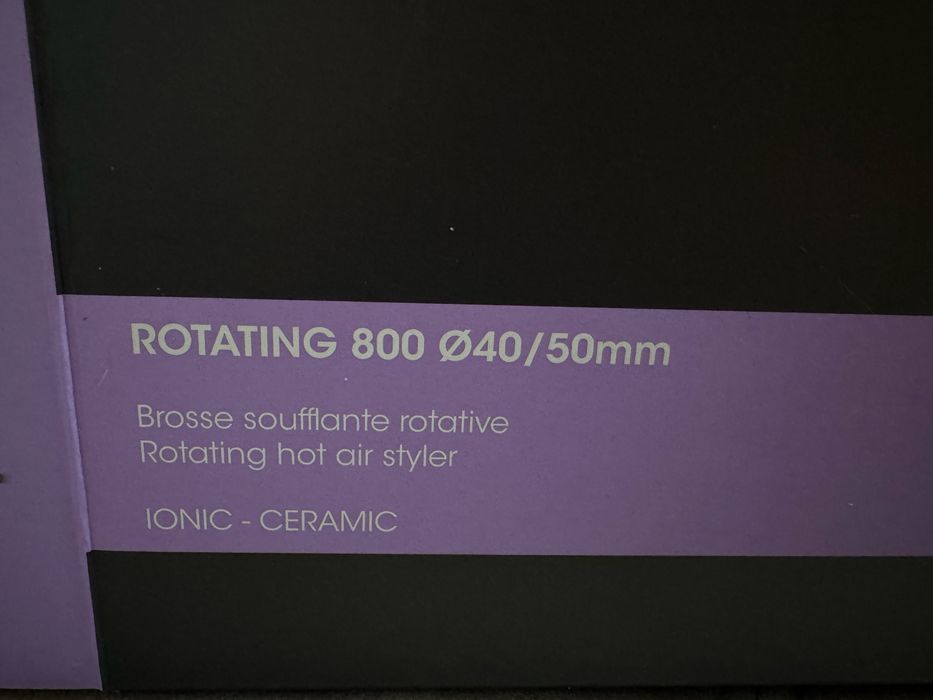 ROTATING 800 Ø40/50mm
Brosse soufflante rotative
Rotating hot air styler
IONIC - CERAMIC